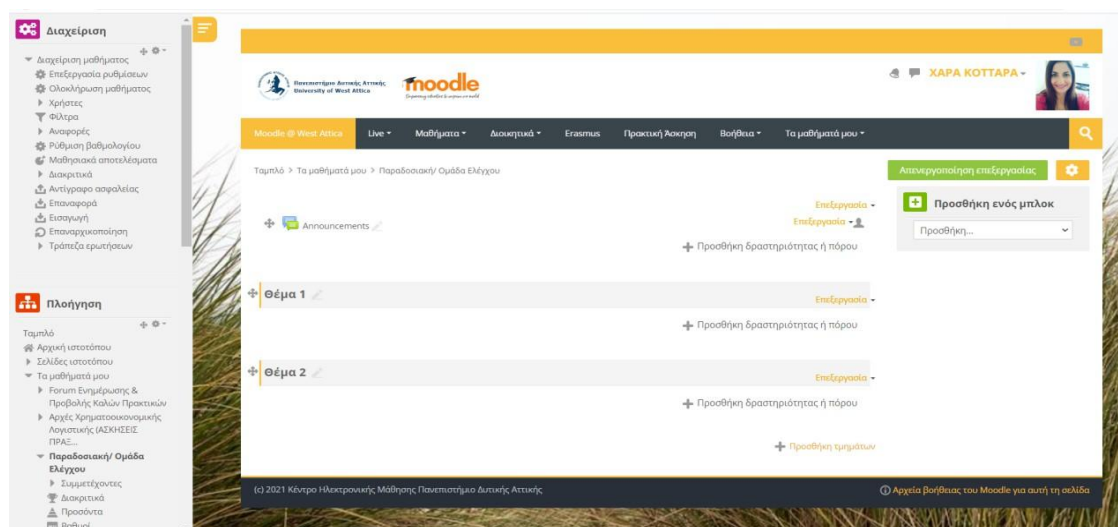 Διαχείριση
Διαχείριση μαθήματος
Επεξεργασία ρυθμίσεων
Ολοκλήρωση μαθήματος
Χρήστες
Φίλτρα
Αναφορές
Ρύθμιση βαθμολογίου
Μαθησιακά αποτελέσματα
Διακριτικά
Αντίγραφο ασφαλείας
Επαναφορά
Εισαγωγή
Επαναρχικοποίηση
Τράπεζα ερωτήσεων
Πλοήγηση
Ταμπλό
Αρχική ιστοτόπου
Σελίδες ιστοτόπου
Τα μαθήματά μου
Forum Ενημέρωσης &
Προβολής Καλών Πρακτικών
Αρχές Χρηματοοικονομικής
Λογιστικής (ΑΣΚΗΣΕΙΣ
ΠΡΑΞ...
Παραδοσιακή/ Ομάδα
Ελέγχου
Συμμετέχοντες
Διακριτικά
Προσόντα
Βαθμοί
Πανεπιστήμιο Δυτικής Αττικής
University of West Attica
moodle
ΧΑΡΑ ΚΟΤΤΑΡΑ
Moodle @ West Attica Live Μαθήματα Διοικητικά Erasmus Πρακτική Άσκηση Βοήθεια Τα μαθήματά μου
Ταμπλό > Τα μαθήματά μου > Παραδοσιακή/ Ομάδα Ελέγχου
Απενεργοποίηση επεξεργασίας
Επεξεργασία
Announcements
Επεξεργασία
Προσθήκη δραστηριότητας ή πόρου
Θέμα 1
Επεξεργασία
Προσθήκη δραστηριότητας ή πόρου
Θέμα 2
Επεξεργασία
Προσθήκη δραστηριότητας ή πόρου
Προσθήκη τμημάτων
Προσθήκη ενός μπλοκ
Προσθήκη...
(c) 2021 Κέντρο Ηλεκτρονικής Μάθησης Πανεπιστήμιο Δυτικής Αττικής
Αρχεία βοήθειας του Moodle για αυτή τη σελίδα